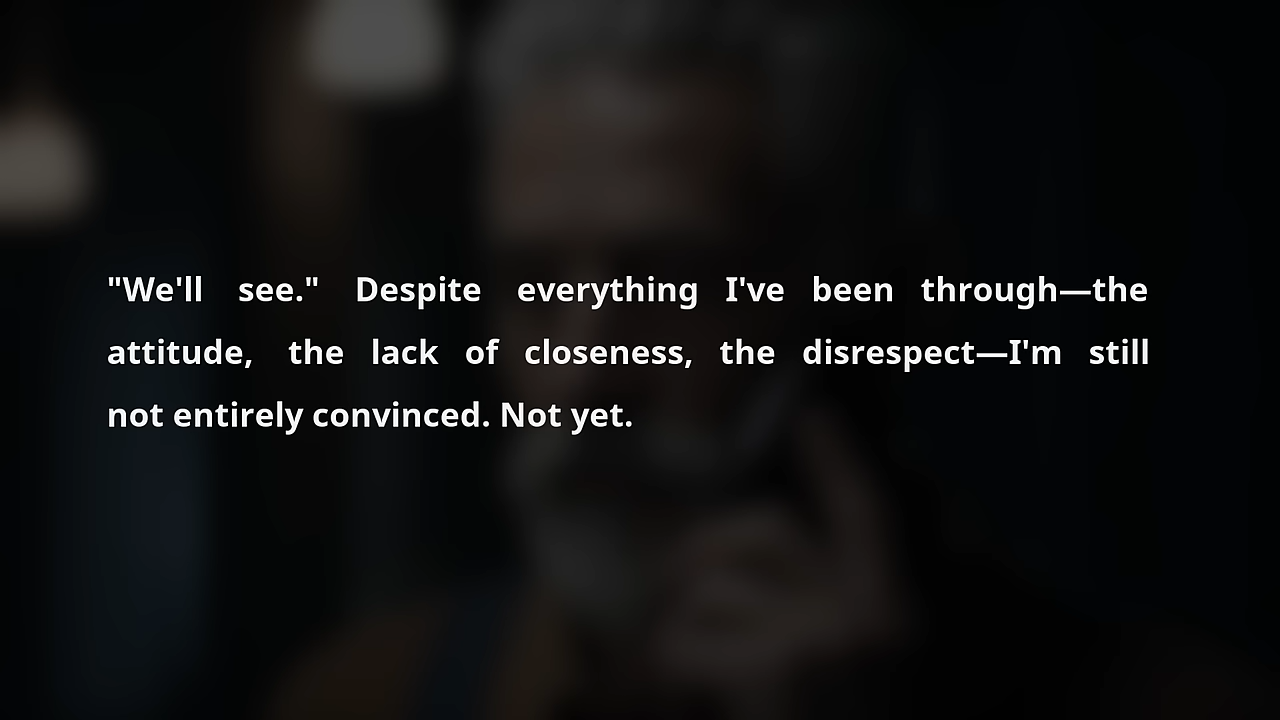 "We'll see." Despite everything I've been through—the
attitude, the lack of closeness, the disrespect—I'm still
not entirely convinced. Not yet.